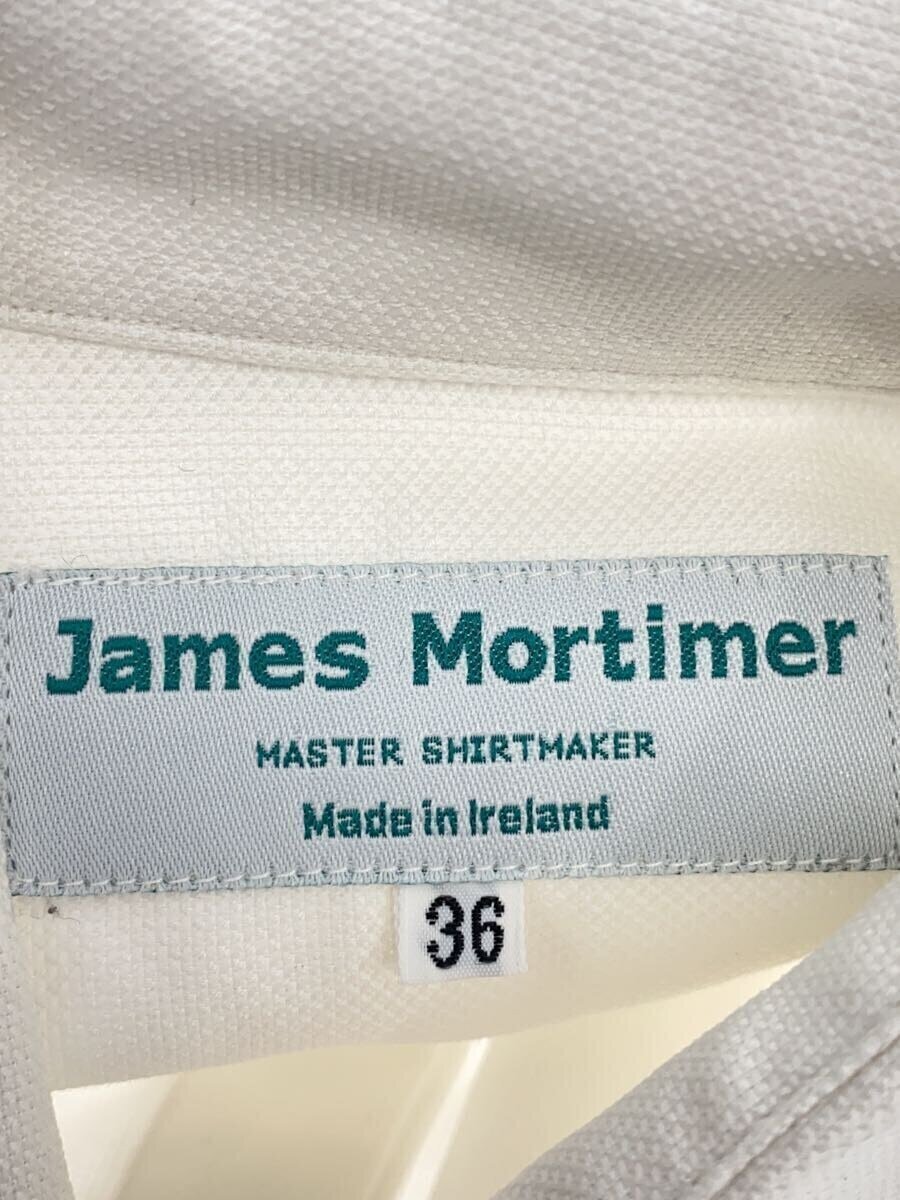 James Mortimer
MASTER SHIRTMAKER
Made in Ireland
36